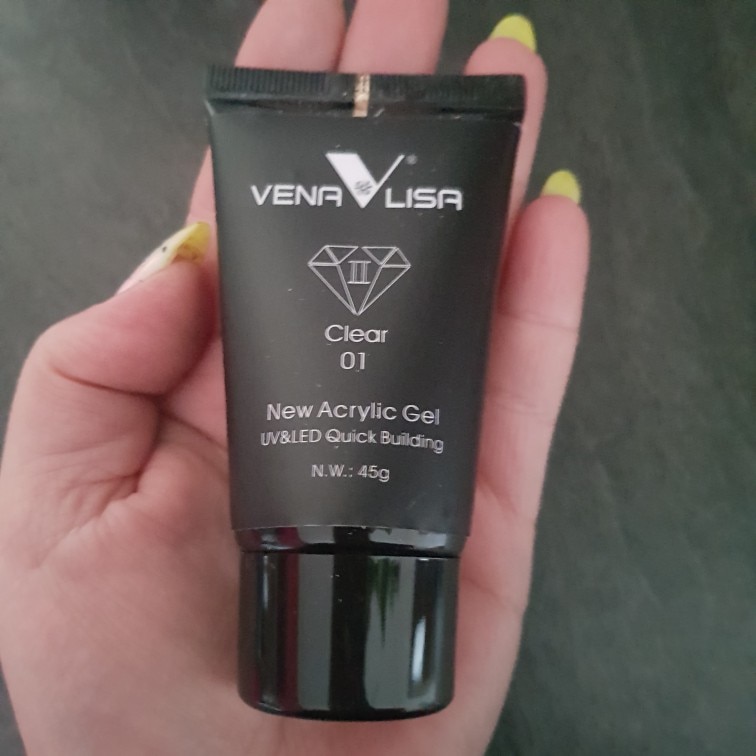 VENA LISA®
II
Clear
01
New Acrylic Gel
UV&LED Quick Building
N.W.: 45g